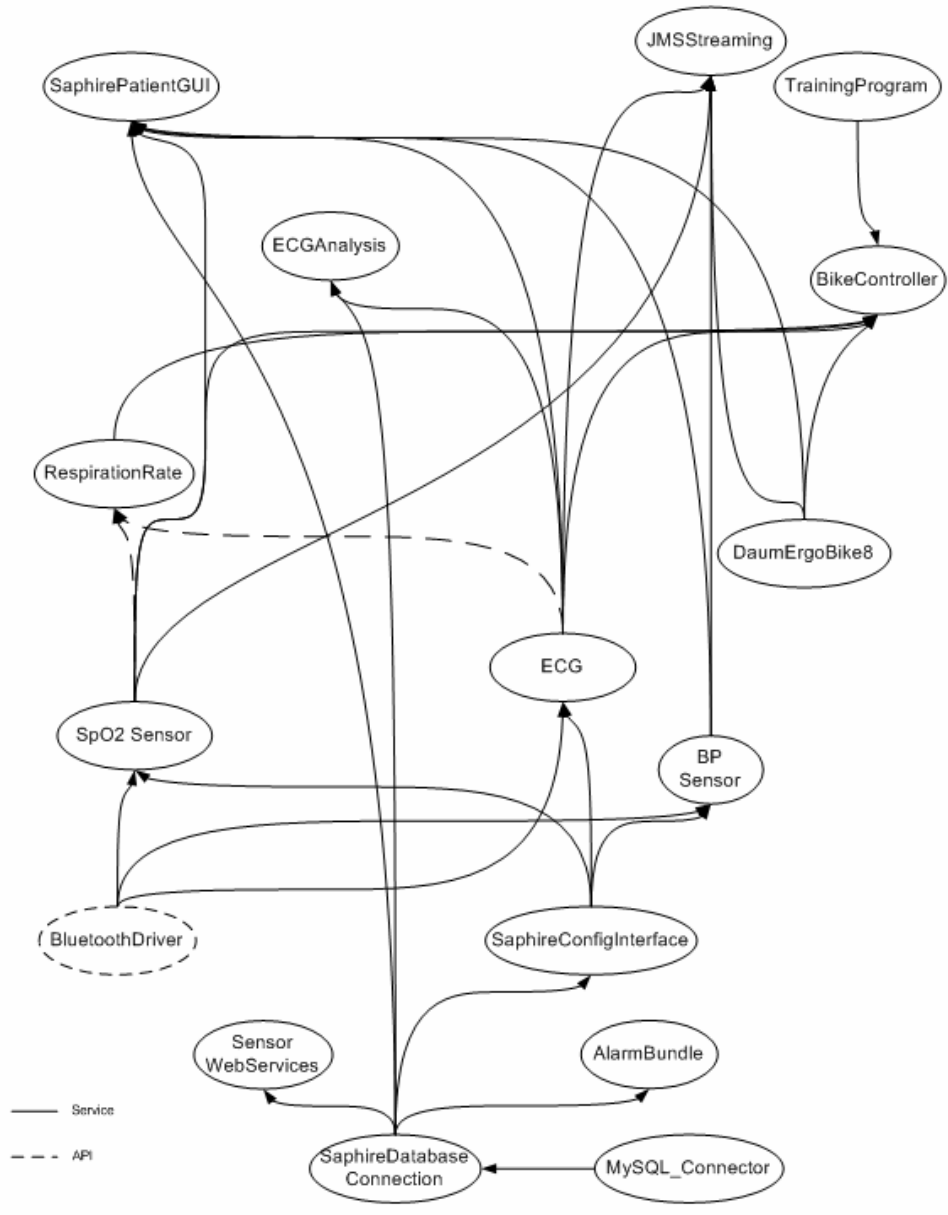 JMSStreaming
SaphirePatientGUI
TrainingProgram
ECGAnalysis
BikeController
RespirationRate
DaumErgoBike8
ECG
SpO2 Sensor
BP
Sensor
BluetoothDriver
SaphireConfigInterface
Sensor
WebServices
AlarmBundle
Service
API
SaphireDatabase
Connection
MySQL_Connector